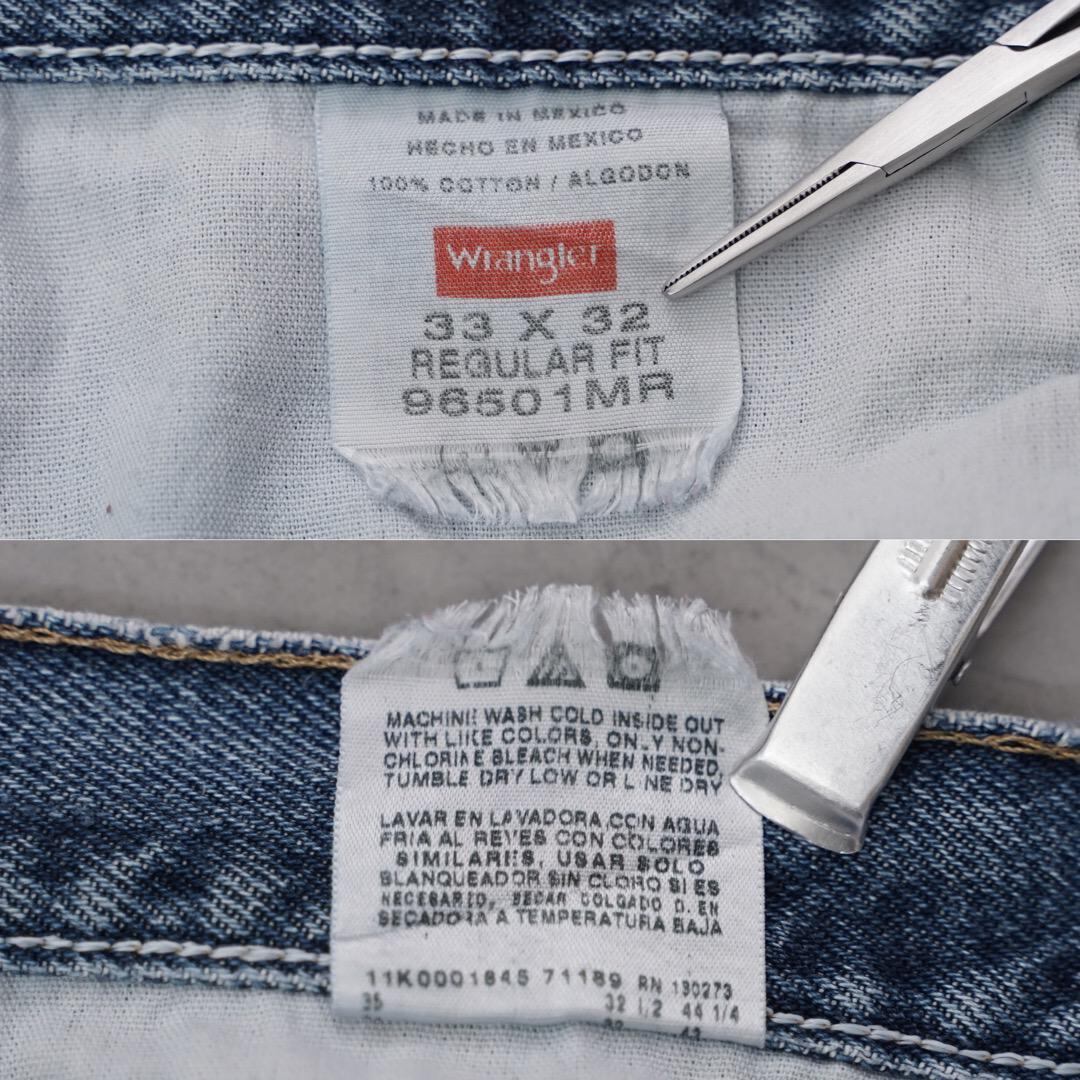 MADE IN MEXICO
HECHO EN MEXICO
100% COTTON / ALGODON
Wrangler
33 X 32
REGULAR FIT
96501MR
MACHINE WASH COLD INSIDE OUT
WITH LIKE COLORS, ONLY NON-
CHLORINE BLEACH WHEN NEEDED
TUMBLE DRY LOW OR LINE DRY
LAVAR EN LAVADORA CON AGUA
FRIA AL REVES CON COLORES
SIMILARES, USAR SOLO
BLANQUEADOR SIN CLORO SI ES
NECESARIO, SECAR COLGADO O EN
SECADORA A TEMPERATURA BAJA
11K0001845 71189 RN 130273
35 32 1/2 44 1/4